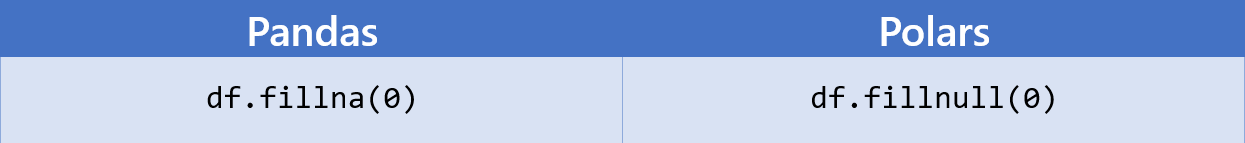 Pandas Polars
df.fillna(0) df.fillnull(0)